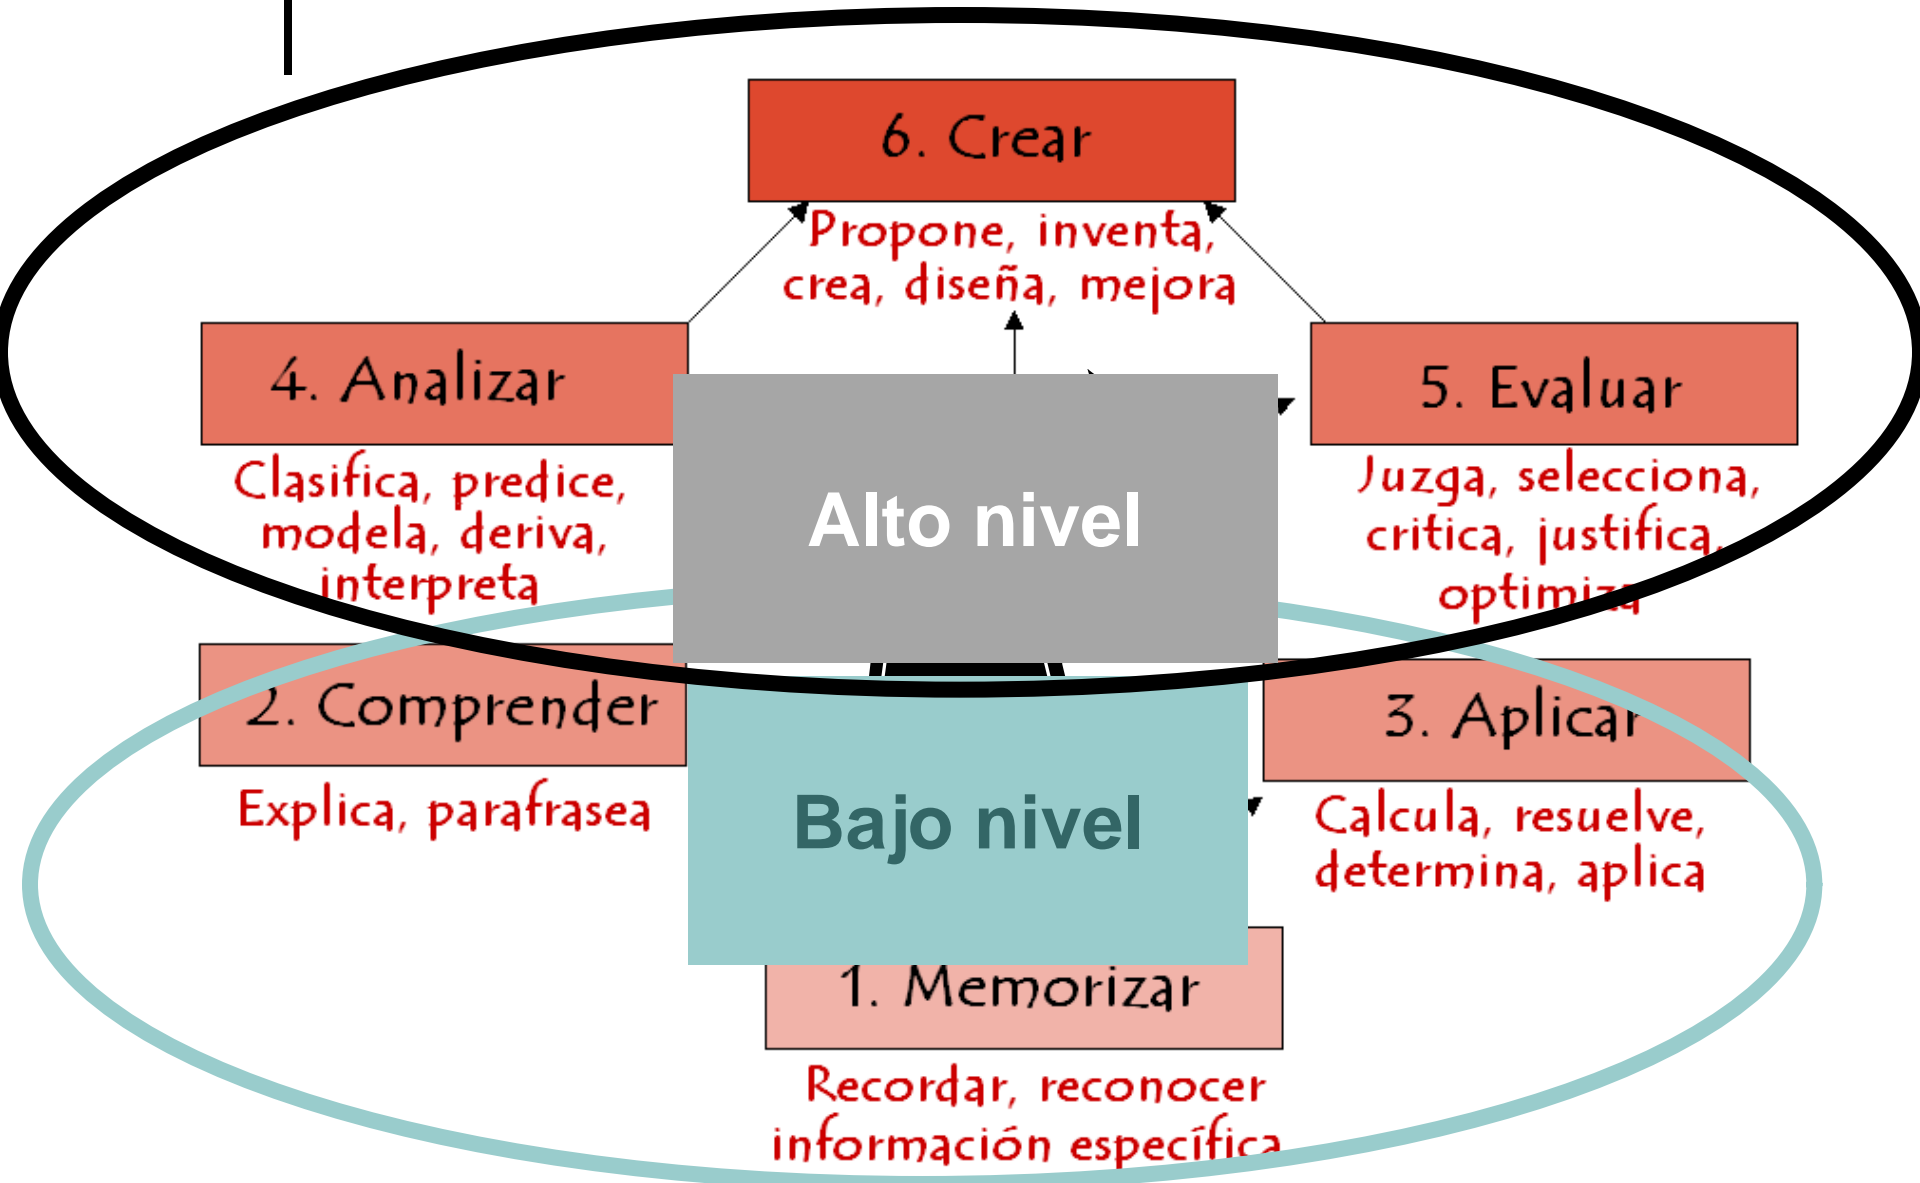 6. Crear
Propone, inventa,
crea, diseña, mejora
4. Analizar
Clasifica, predice,
modela, deriva,
interpreta
Alto nivel
5. Evaluar
Juzga, selecciona,
critica, justifica,
optimiza
2. Comprender
Explica, parafrasea
Bajo nivel
3. Aplicar
Calcula, resuelve,
determina, aplica
1. Memorizar
Recordar, reconocer
información específica